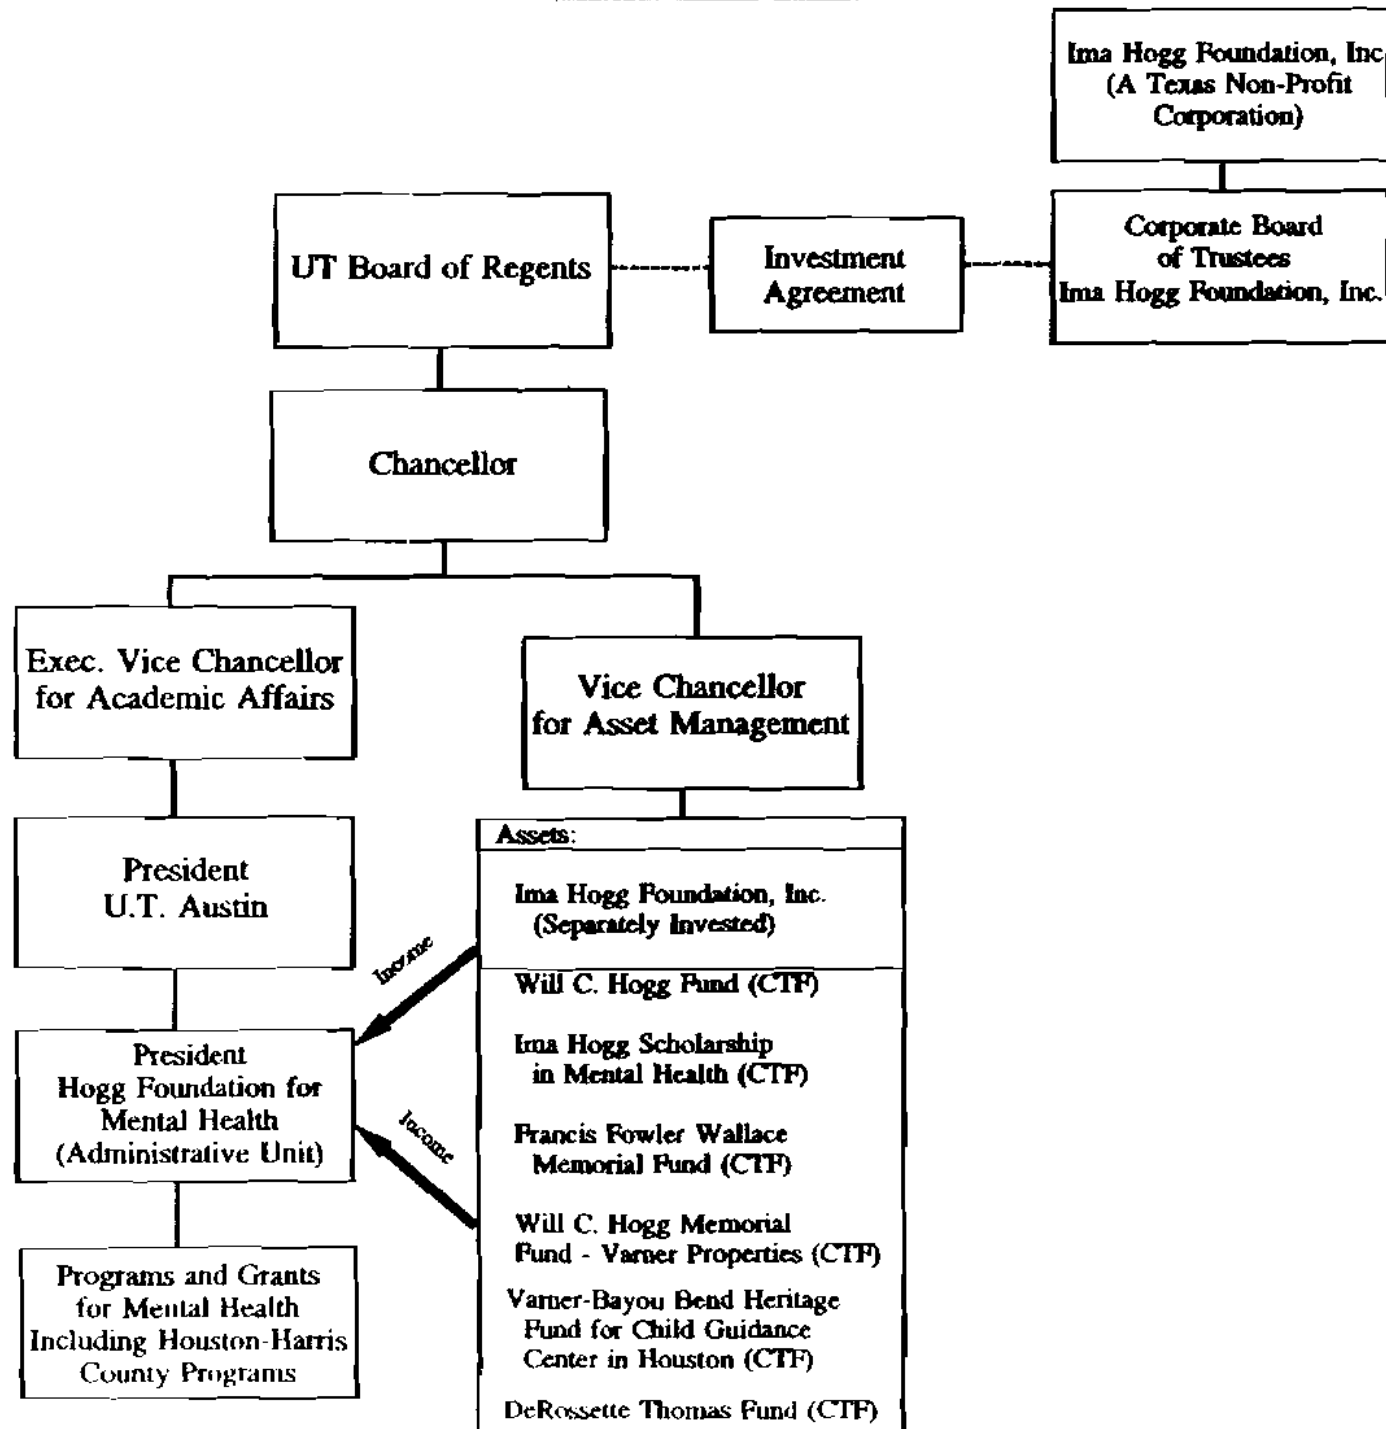 Ima Hogg Foundation, Inc
(A Texas Non-Profit
Corporation)
UT Board of Regents
Investment
Agreement
Corporate Board
of Trustees
Ima Hogg Foundation, Inc.
Chancellor
Exec. Vice Chancellor
for Academic Affairs
Vice Chancellor
for Asset Management
President
U.T. Austin
President
Hogg Foundation for
Mental Health
(Administrative Unit)
Programs and Grants
for Mental Health
Including Houston-Harris
County Programs
Income
Income
Assets:
Ima Hogg Foundation, Inc.
(Separately Invested)
Will C. Hogg Fund (CTF)
Ima Hogg Scholarship
in Mental Health (CTF)
Francis Fowler Wallace
Memorial Fund (CTF)
Will C. Hogg Memorial
Fund - Varner Properties (CTF)
Varner-Bayou Bend Heritage
Fund for Child Guidance
Center in Houston (CTF)
DeRossette Thomas Fund (CTF)